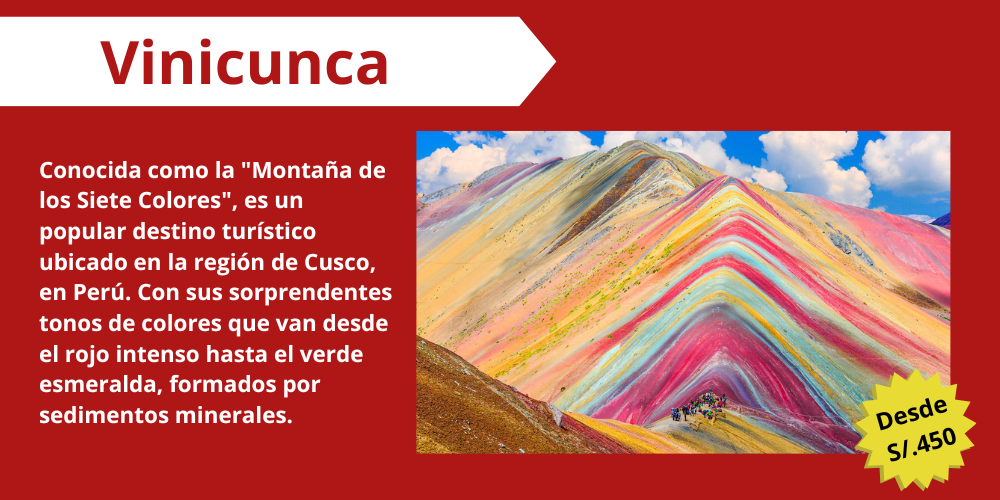 Vinicunca
Conocida como la "Montaña de
los Siete Colores", es un
popular destino turístico
ubicado en la región de Cusco,
en Perú. Con sus sorprendentes
tonos de colores que van desde
el rojo intenso hasta el verde
esmeralda, formados por
sedimentos minerales.
Desde
S/.450